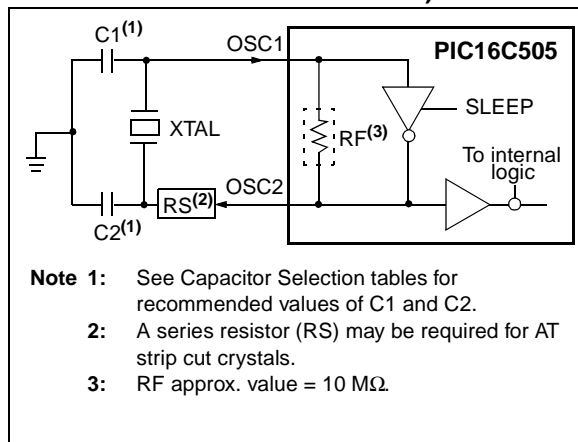 C1(1)
OSC1
PIC16C505
SLEEP
XTAL
RF(3)
To internal
logic
OSC2
RS(2)
C2(1)
Note 1: See Capacitor Selection tables for
recommended values of C1 and C2.
2: A series resistor (RS) may be required for AT
strip cut crystals.
3: RF approx. value = 10 MΩ.